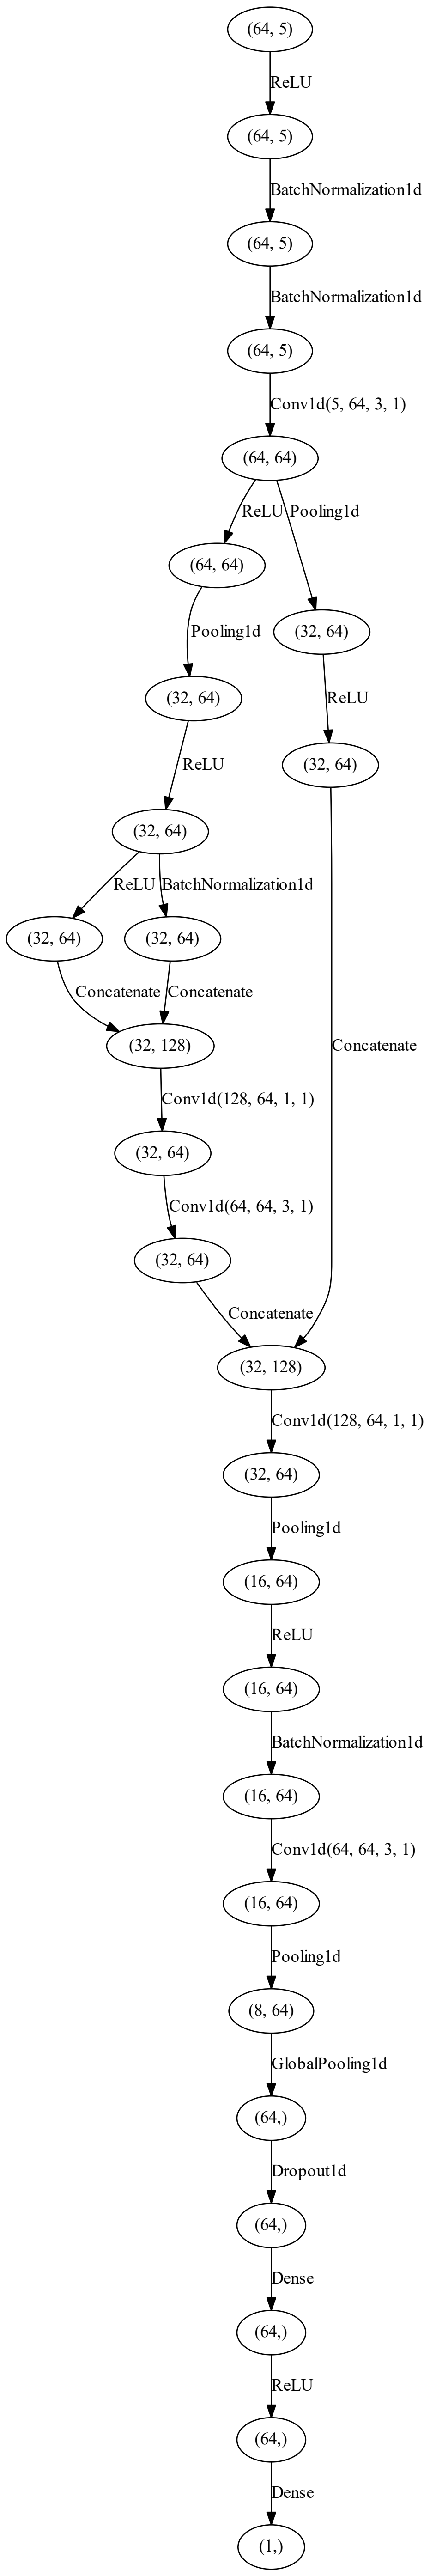 (64, 5)
ReLU
(64, 5)
BatchNormalization1d
(64, 5)
BatchNormalization1d
(64, 5)
Conv1d(5, 64, 3, 1)
(64, 64)
ReLU Pooling1d
(64, 64)
(32, 64)
Pooling1d
ReLU
(32, 64)
(32, 64)
ReLU
(32, 64)
ReLU BatchNormalization1d
(32, 64) (32, 64)
Concatenate Concatenate
(32, 128)
Concatenate
Conv1d(128, 64, 1, 1)
(32, 64)
Conv1d(64, 64, 3, 1)
(32, 64)
Concatenate
(32, 128)
Conv1d(128, 64, 1, 1)
(32, 64)
Pooling1d
(16, 64)
ReLU
(16, 64)
BatchNormalization1d
(16, 64)
Conv1d(64, 64, 3, 1)
(16, 64)
Pooling1d
(8, 64)
GlobalPooling1d
(64,)
Dropout1d
(64,)
Dense
(64,)
ReLU
(64,)
Dense
(1,)